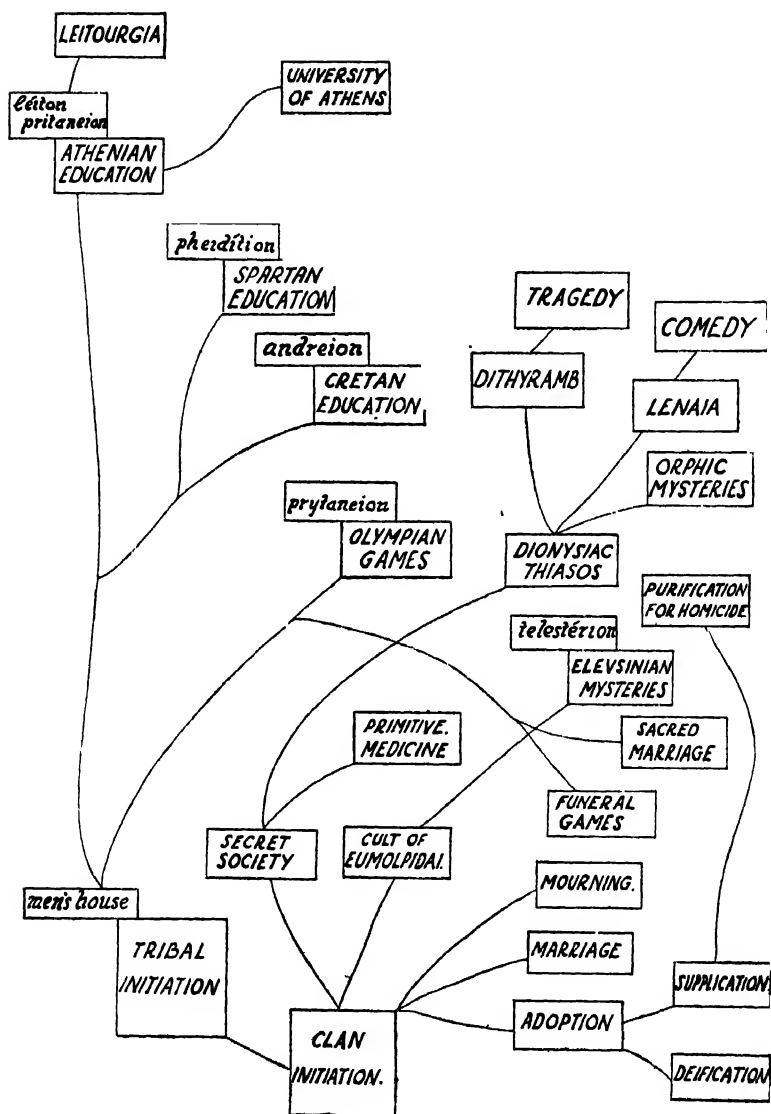 LEITOURGIA
léiton
pritaneion
ATHENIAN
EDUCATION
UNIVERSITY
OF ATHENS
pheidítion
SPARTAN
EDUCATION
andreion
CRETAN
EDUCATION
TRAGEDY
COMEDY
DITHYRAMB
LENAIA
ORPHIC
MYSTERIES
prytaneion
OLYMPIAN
GAMES
DIONYSIAC
THIASOS
PURIFICATION
FOR HOMICIDE
telestérion
ELEVSINIAN
MYSTERIES
PRIMITIVE.
MEDICINE
SACRED
MARRIAGE
FUNERAL
GAMES
SECRET
SOCIETY
CULT OF
EUMOLPIDAI.
MOURNING.
men's house
TRIBAL
INITIATION
MARRIAGE
SUPPLICATION.
ADOPTION
CLAN
INITIATION.
DEIFICATION